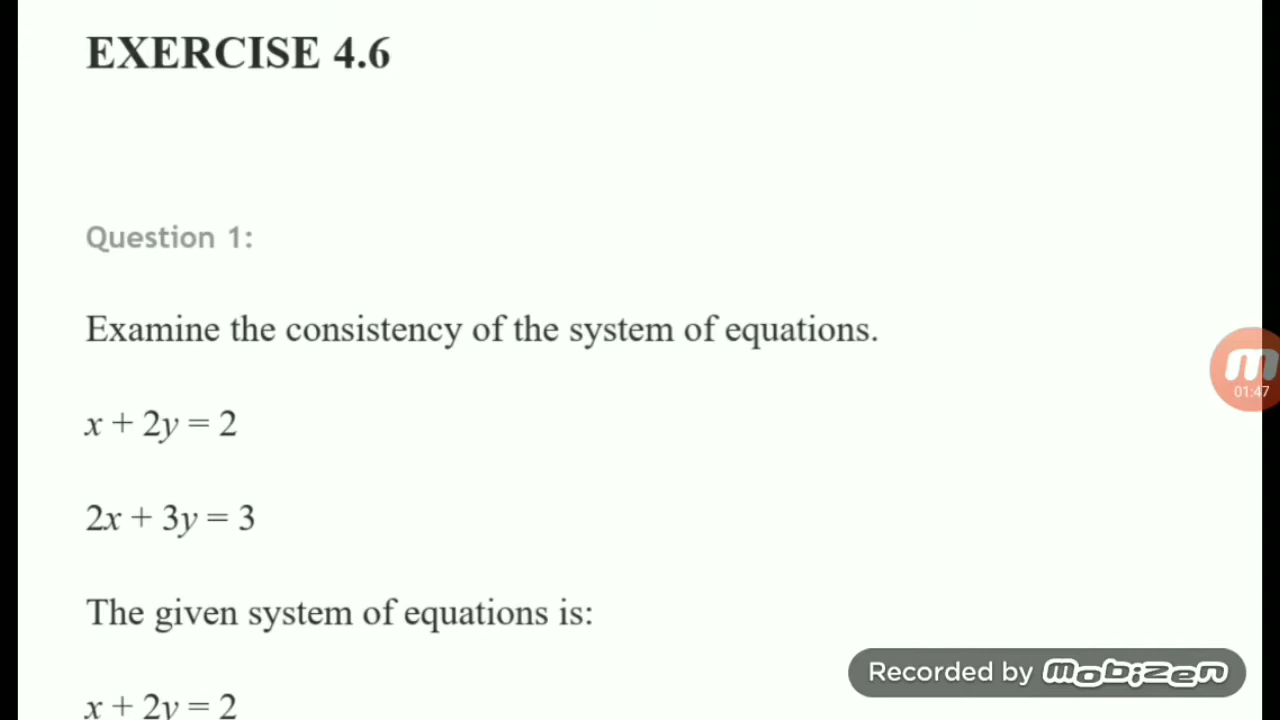 EXERCISE 4.6
Question 1:
Examine the consistency of the system of equations.
x + 2y = 2
2x + 3y = 3
The given system of equations is:
x + 2y = 2
m
01:47
Recorded by mobizen